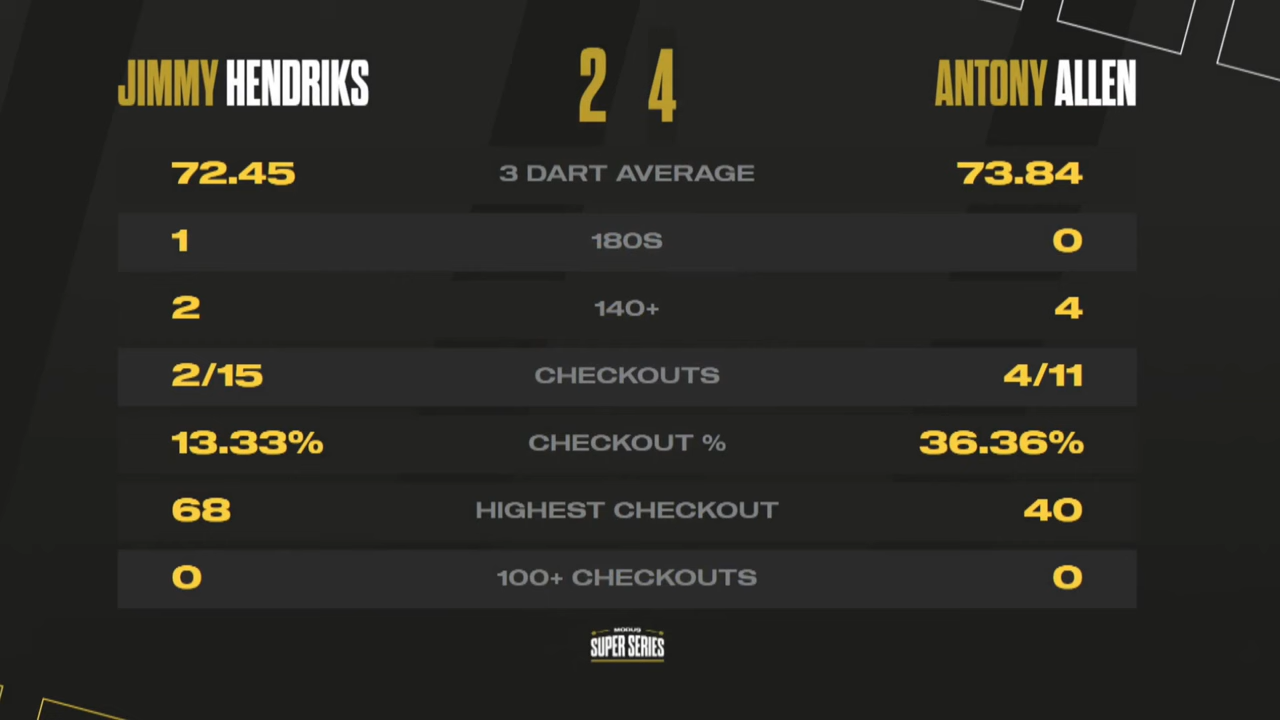 JIMMY HENDRIKS 2 4 ANTONY ALLEN
72.45 3 DART AVERAGE 73.84
1 180S 0
2 140+ 4
2/15 CHECKOUTS 4/11
13.33% CHECKOUT % 36.36%
68 HIGHEST CHECKOUT 40
0 100+ CHECKOUTS 0
MODUS
SUPER SERIES